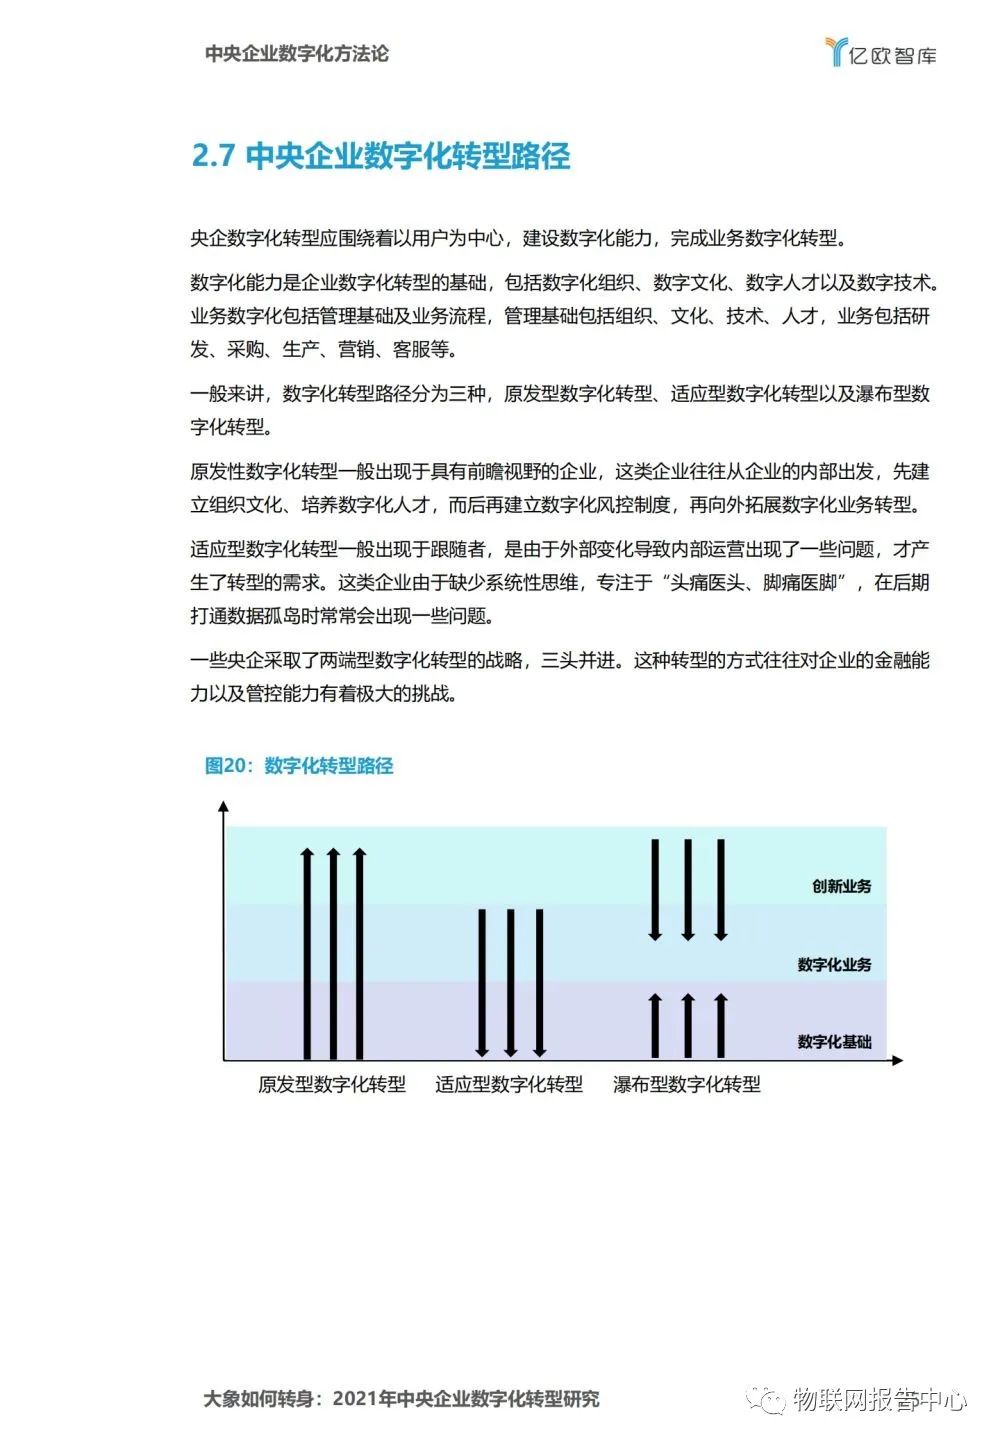 中央企业数字化方法论
亿欧智库
2.7 中央企业数字化转型路径
央企数字化转型应围绕着以用户为中心，建设数字化能力，完成业务数字化转型。
数字化能力是企业数字化转型的基础，包括数字化组织、数字文化、数字人才以及数字技术。
业务数字化包括管理基础及业务流程，管理基础包括组织、文化、技术、人才，业务包括研
发、采购、生产、营销、客服等。
一般来讲，数字化转型路径分为三种，原发型数字化转型、适应型数字化转型以及瀑布型数
字化转型。
原发性数字化转型一般出现于具有前瞻视野的企业，这类企业往往从企业的内部出发，先建
立组织文化、培养数字化人才，而后再建立数字化风控制度，再向外拓展数字化业务转型。
适应型数字化转型一般出现于跟随者，是由于外部变化导致内部运营出现了一些问题，才产
生了转型的需求。这类企业由于缺少系统性思维，专注于“头痛医头、脚痛医脚”，在后期
打通数据孤岛时常常会出现一些问题。
一些央企采取了两端型数字化转型的战略，三头并进。这种转型的方式往往对企业的金融能
力以及管控能力有着极大的挑战。
图20：数字化转型路径
创新业务
数字化业务
数字化基础
原发型数字化转型 适应型数字化转型 瀑布型数字化转型
大象如何转身：2021年中央企业数字化转型研究
物联网报告中心